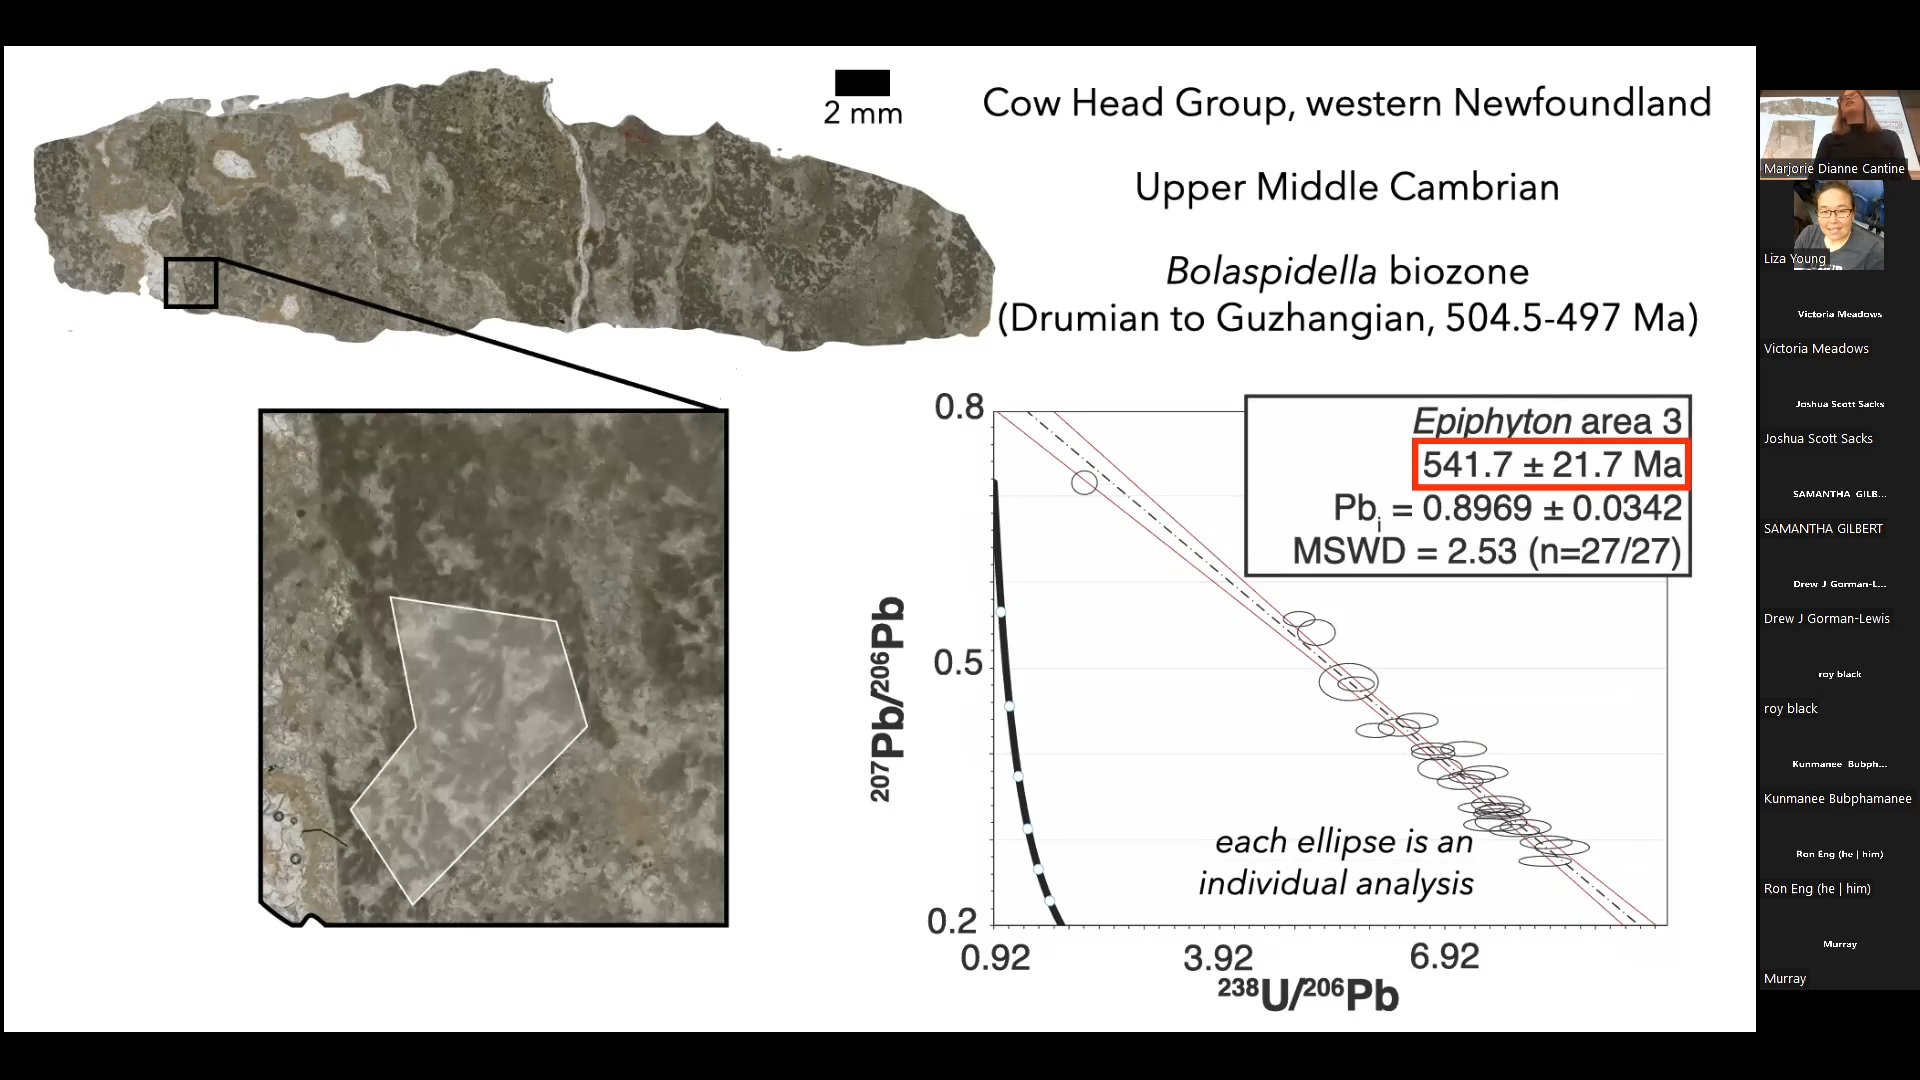 2 mm
Cow Head Group, western Newfoundland
Upper Middle Cambrian
Bolaspidella biozone
(Drumian to Guzhangian, 504.5-497 Ma)
Epiphyton area 3
541.7 ± 21.7 Ma
Pbi = 0.8969 ± 0.0342
MSWD = 2.53 (n=27/27)
0.8
0.5
0.2
207Pb/206Pb
each ellipse is an
individual analysis
0.92
3.92
6.92
238U/206Pb
Marjorie Dianne Cantine
Liza Young
Victoria Meadows
Victoria Meadows
Joshua Scott Sacks
Joshua Scott Sacks
SAMANTHA GILB...
SAMANTHA GILBERT
Drew J Gorman-L...
Drew J Gorman-Lewis
roy black
roy black
Kunmanee Bubph...
Kunmanee Bubphamanee
Ron Eng (he | him)
Ron Eng (he | him)
Murray
Murray